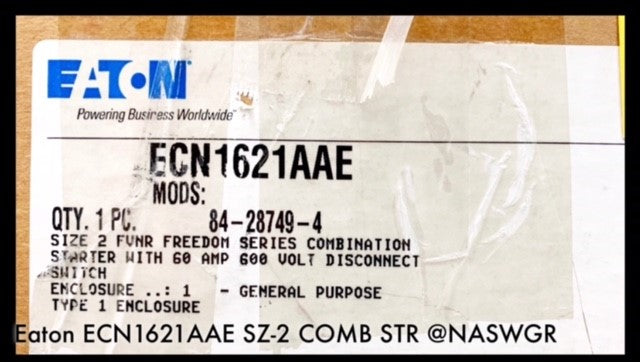 EATON
Powering Business Worldwide™
ECN1621AAE
MODS:
QTY. 1 PC. 84-28749-4
SIZE 2 FVNR FREEDOM SERIES COMBINATION
STARTER WITH 60 AMP 600 VOLT DISCONNECT
SWITCH
ENCLOSURE ..: 1 - GENERAL PURPOSE
TYPE 1 ENCLOSURE
Eaton ECN1621AAE SZ-2 COMB STR @NASWGR